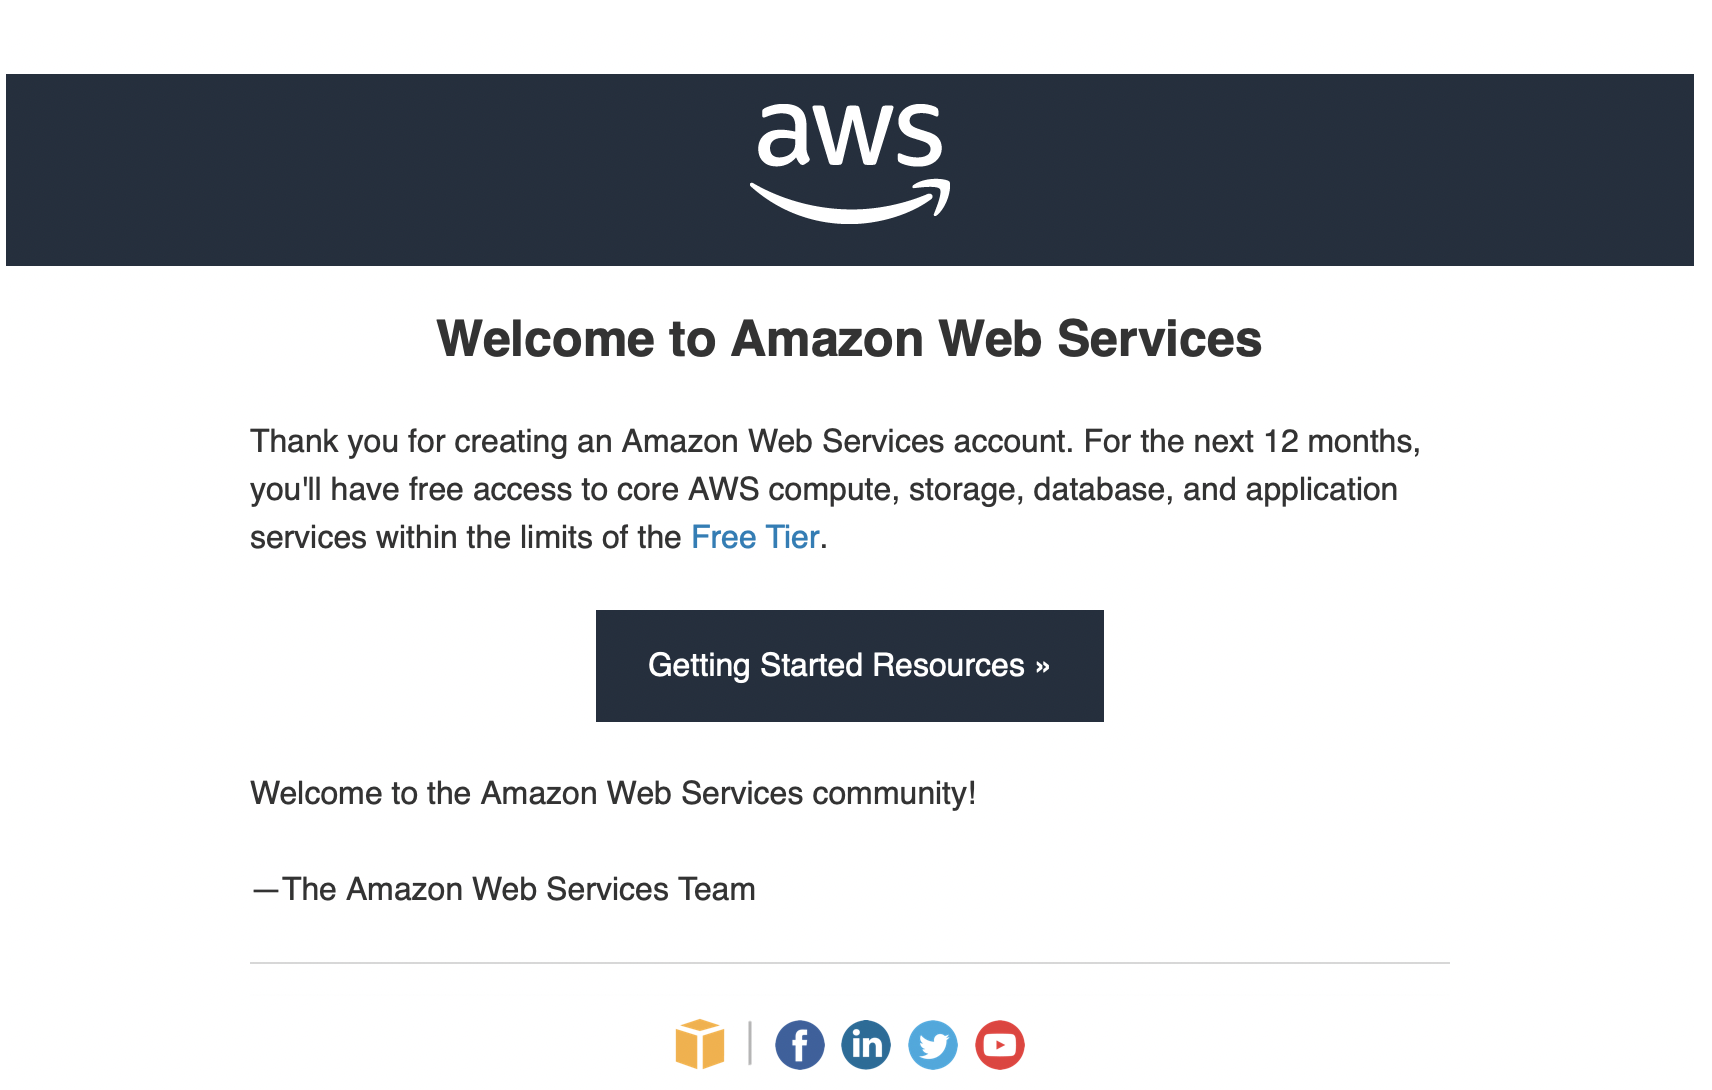 aws
Welcome to Amazon Web Services
Thank you for creating an Amazon Web Services account. For the next 12 months,
you'll have free access to core AWS compute, storage, database, and application
services within the limits of the Free Tier.
Getting Started Resources »
Welcome to the Amazon Web Services community!
—The Amazon Web Services Team
f in